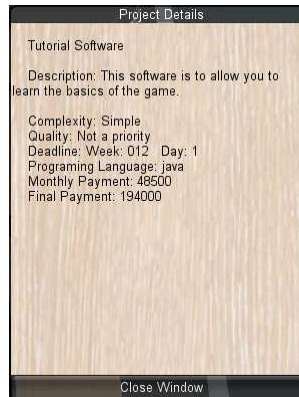 Project Details
Tutorial Software
Description: This software is to allow you to
learn the basics of the game.
Complexity: Simple
Quality: Not a priority
Deadline: Week: 012 Day: 1
Programing Language: java
Monthly Payment: 48500
Final Payment: 194000
Close Window